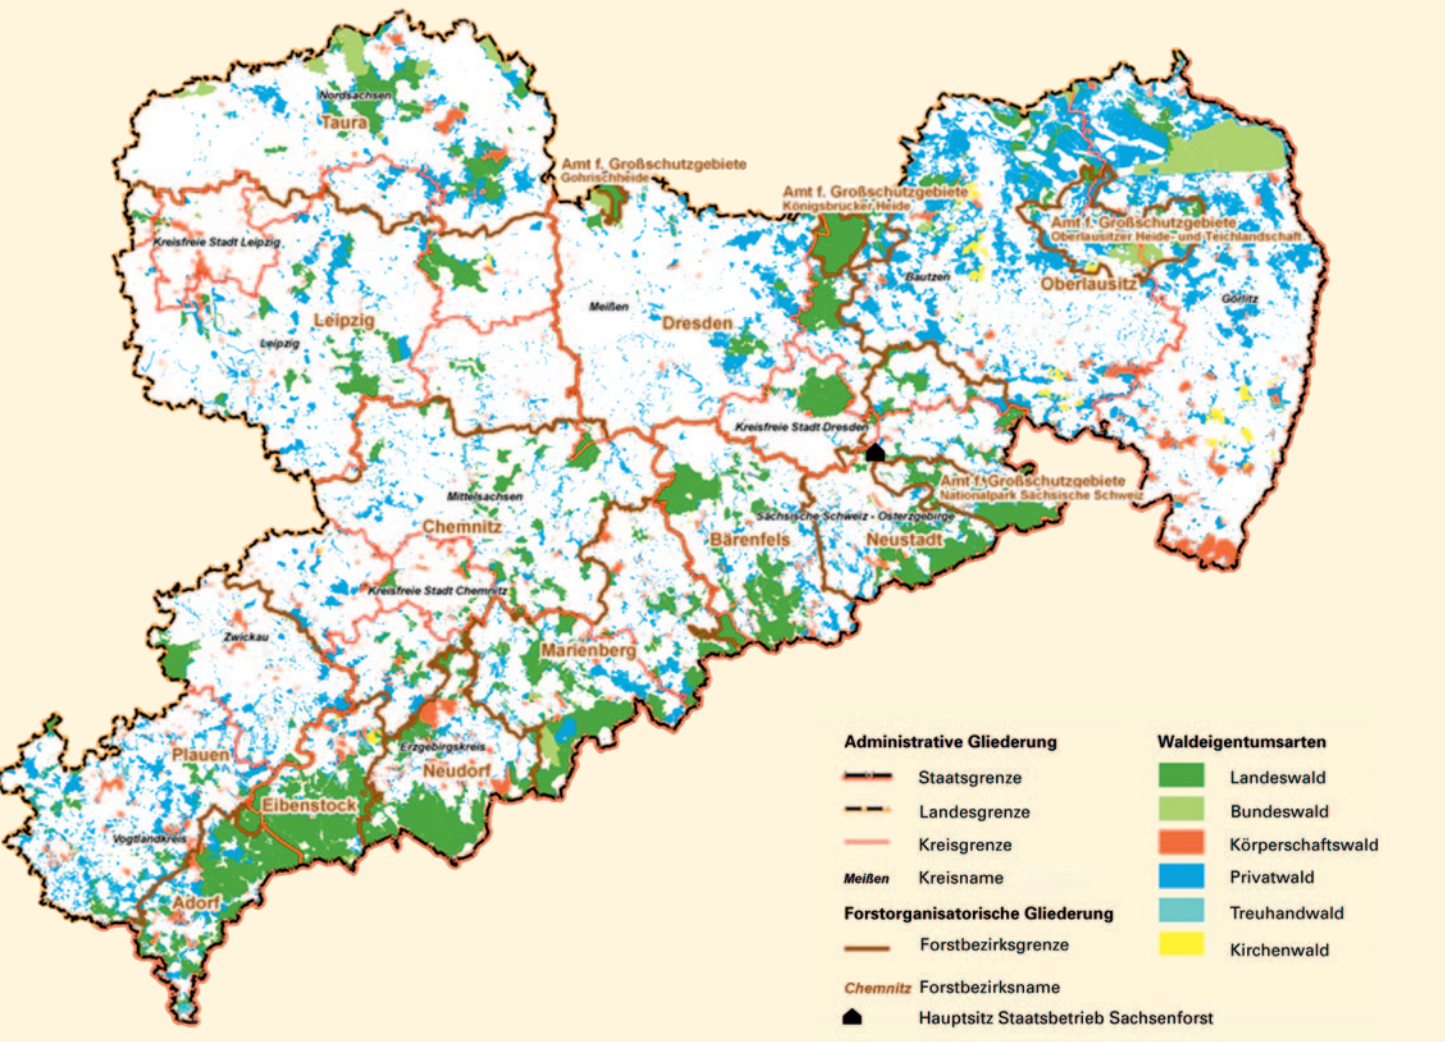 Nordsachsen
Taura
Amt f. Großschutzgebiete
Gohrischheide
Amt f. Großschutzgebiete
Königsbrücker Heide
Amt f. Großschutzgebiete
Oberlausitzer Heide- und Teichlandschaft
Kreisfreie Stadt Leipzig
Bautzen
Oberlausitz
Görlitz
Meißen
Leipzig
Dresden
Leipzig
Kreisfreie Stadt Dresden
Amt f. Großschutzgebiete
Nationalpark Sächsische Schweiz
Mittelsachsen
Chemnitz
Sächsische Schweiz - Osterzgebirge
Bärenfels
Neustadt
Kreisfreie Stadt Chemnitz
Zwickau
Marienberg
Plauen
Erzgebirgskreis
Neudorf
Eibenstock
Vogtlandkreis
Adorf
Administrative Gliederung
Staatsgrenze
Landesgrenze
Kreisgrenze
Meißen Kreisname
Forstorganisatorische Gliederung
Forstbezirksgrenze
Chemnitz Forstbezirksname
Hauptsitz Staatsbetrieb Sachsenforst
Waldeigentumsarten
Landeswald
Bundeswald
Körperschaftswald
Privatwald
Treuhandwald
Kirchenwald